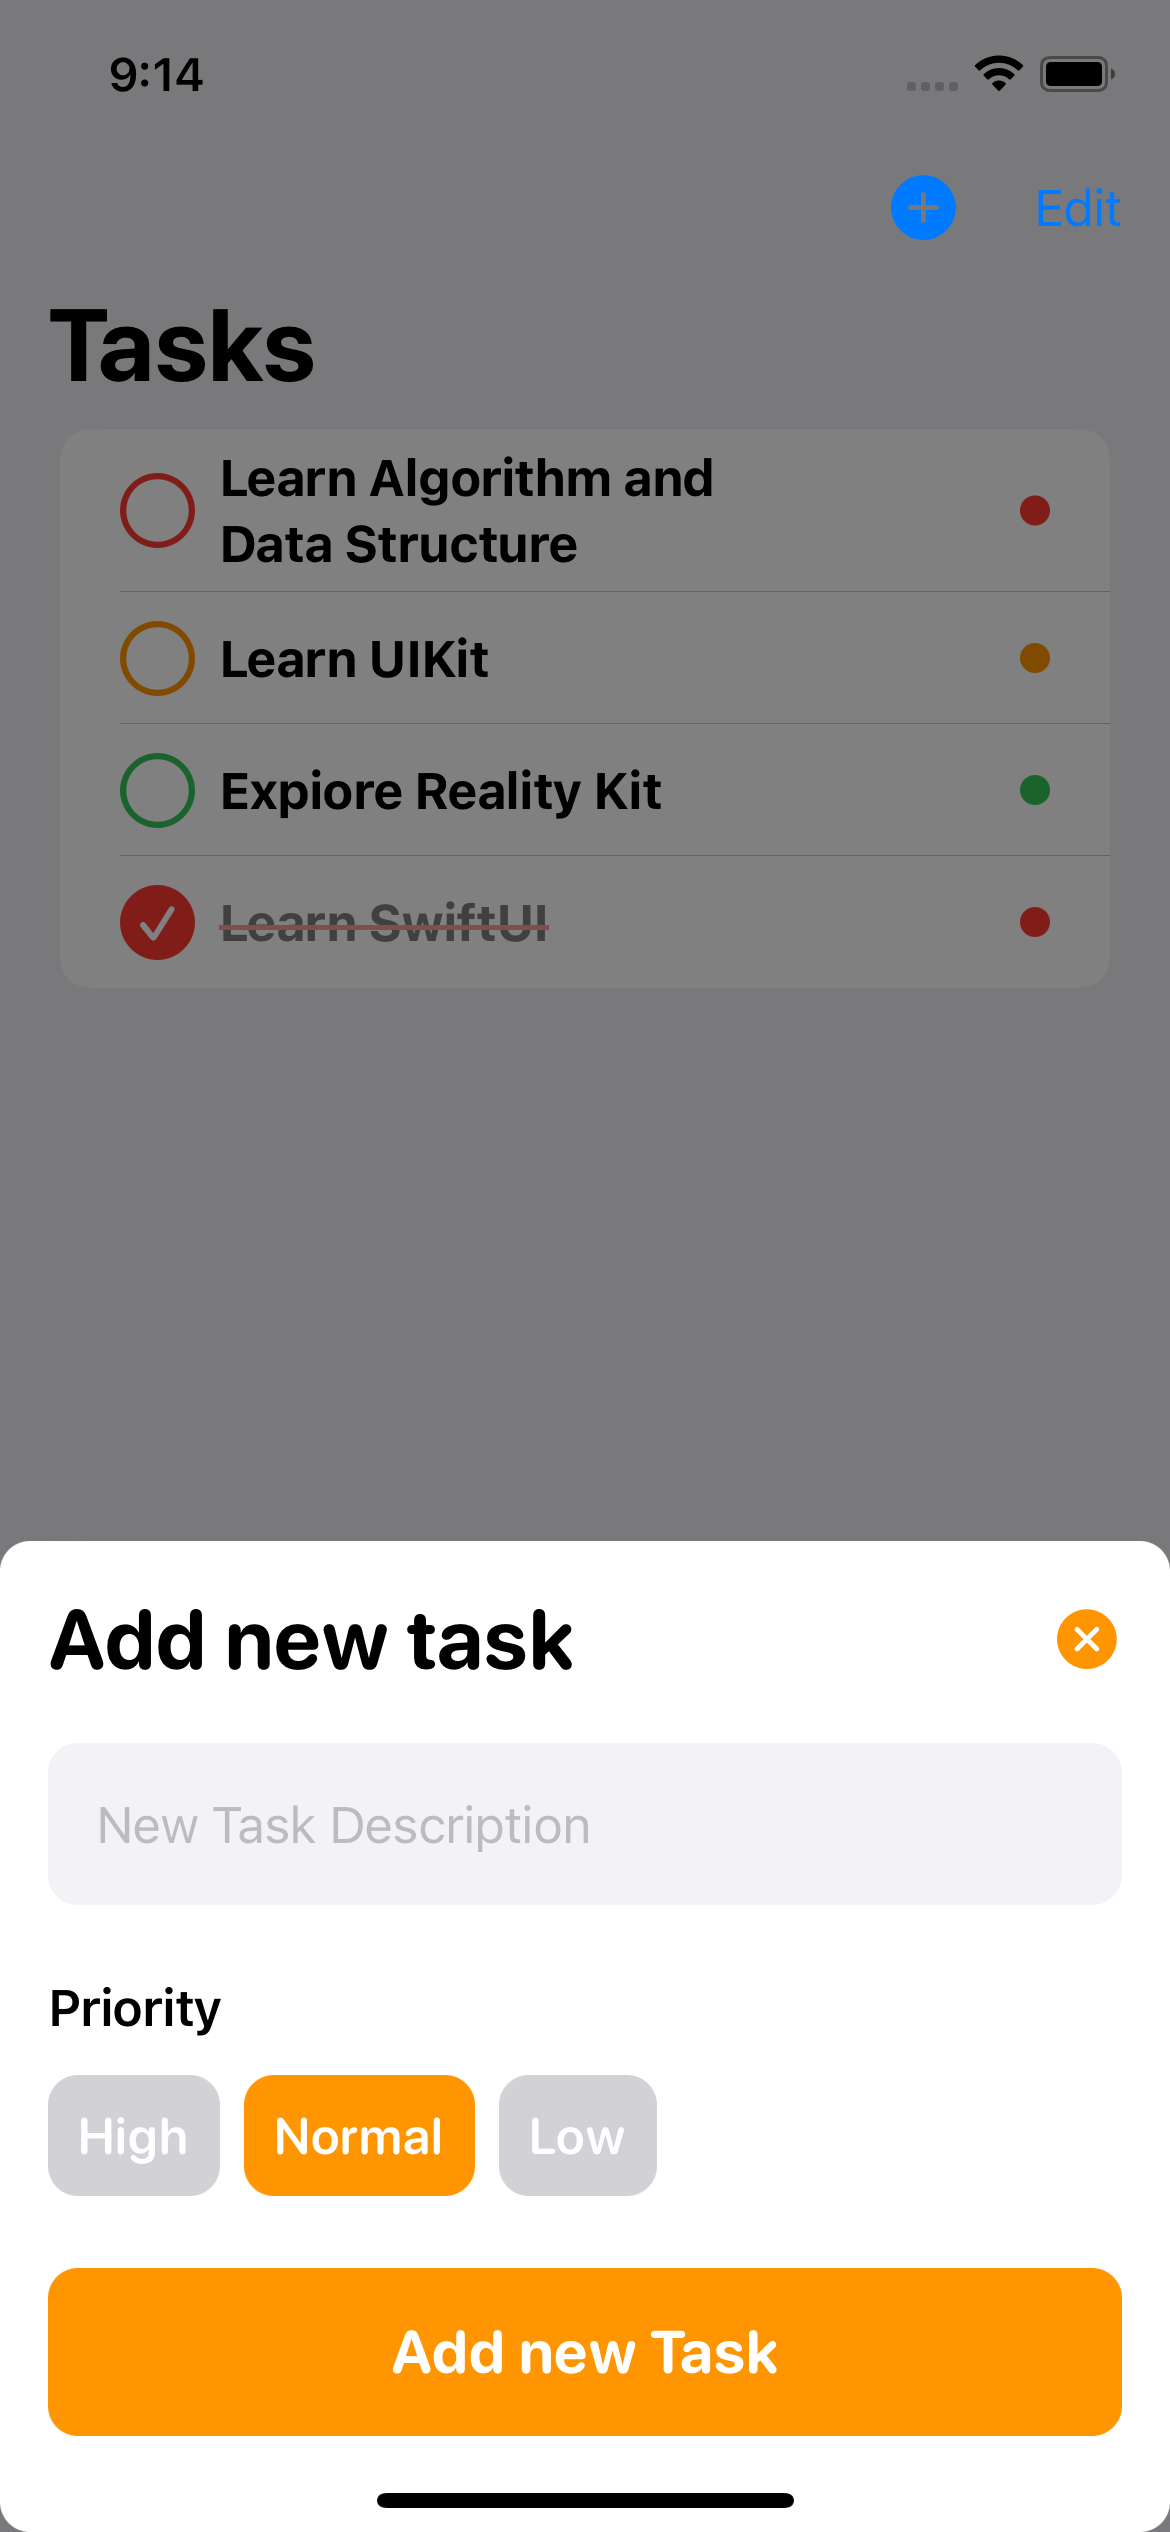 9:14
Edit
Tasks
Learn Algorithm and
Data Structure
Learn UIKit
Expiore Reality Kit
Learn SwiftUI
Add new task
New Task Description
Priority
High Normal Low
Add new Task